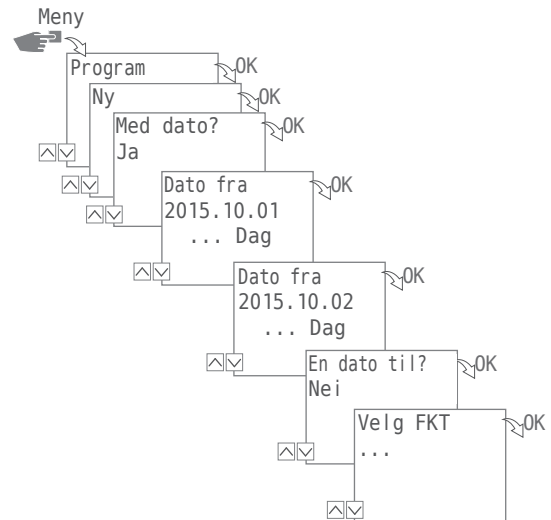 Meny
Program
OK
Ny
OK
Med dato?
OK
Ja
Dato fra
OK
2015.10.01
... Dag
Dato fra
OK
2015.10.02
... Dag
En dato til?
OK
Nei
Velg FKT
OK
...